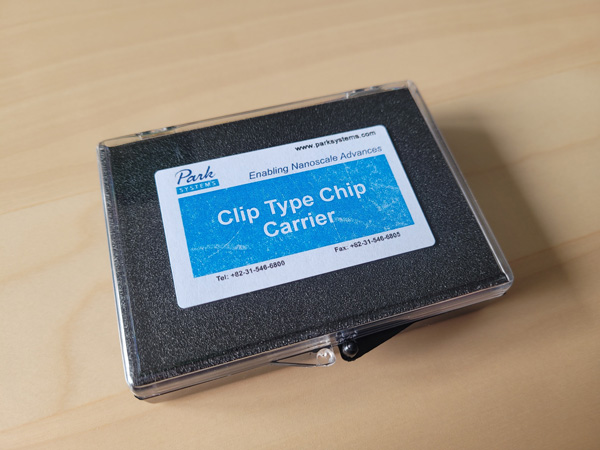 www.parksystems.com
Park
SYSTEMS
Enabling Nanoscale Advances
Clip Type Chip
Carrier
Tel: +82-31-546-6800
Fax: +82-31-546-6805